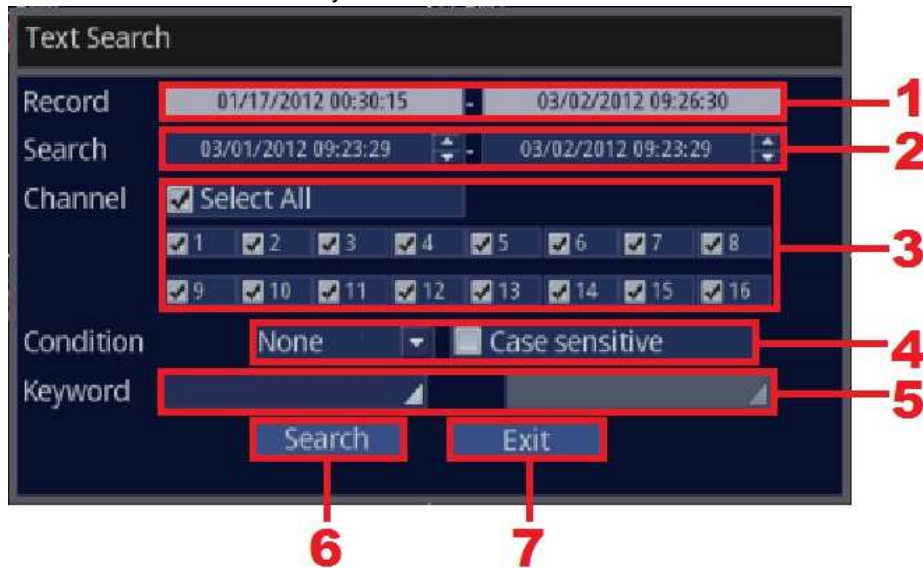 Text Search
Record 01/17/2012 00:30:15 - 03/02/2012 09:26:30 1
Search 03/01/2012 09:23:29 - 03/02/2012 09:23:29 2
Channel Select All
1 2 3 4 5 6 7 8 3
9 10 11 12 13 14 15 16
Condition None Case sensitive 4
Keyword 5
Search Exit
6 7